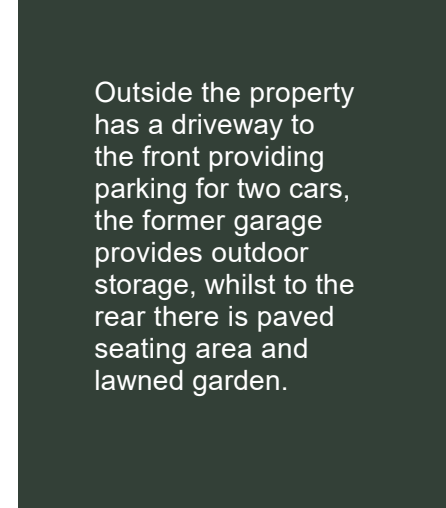 Outside the property
has a driveway to
the front providing
parking for two cars,
the former garage
provides outdoor
storage, whilst to the
rear there is paved
seating area and
lawned garden.